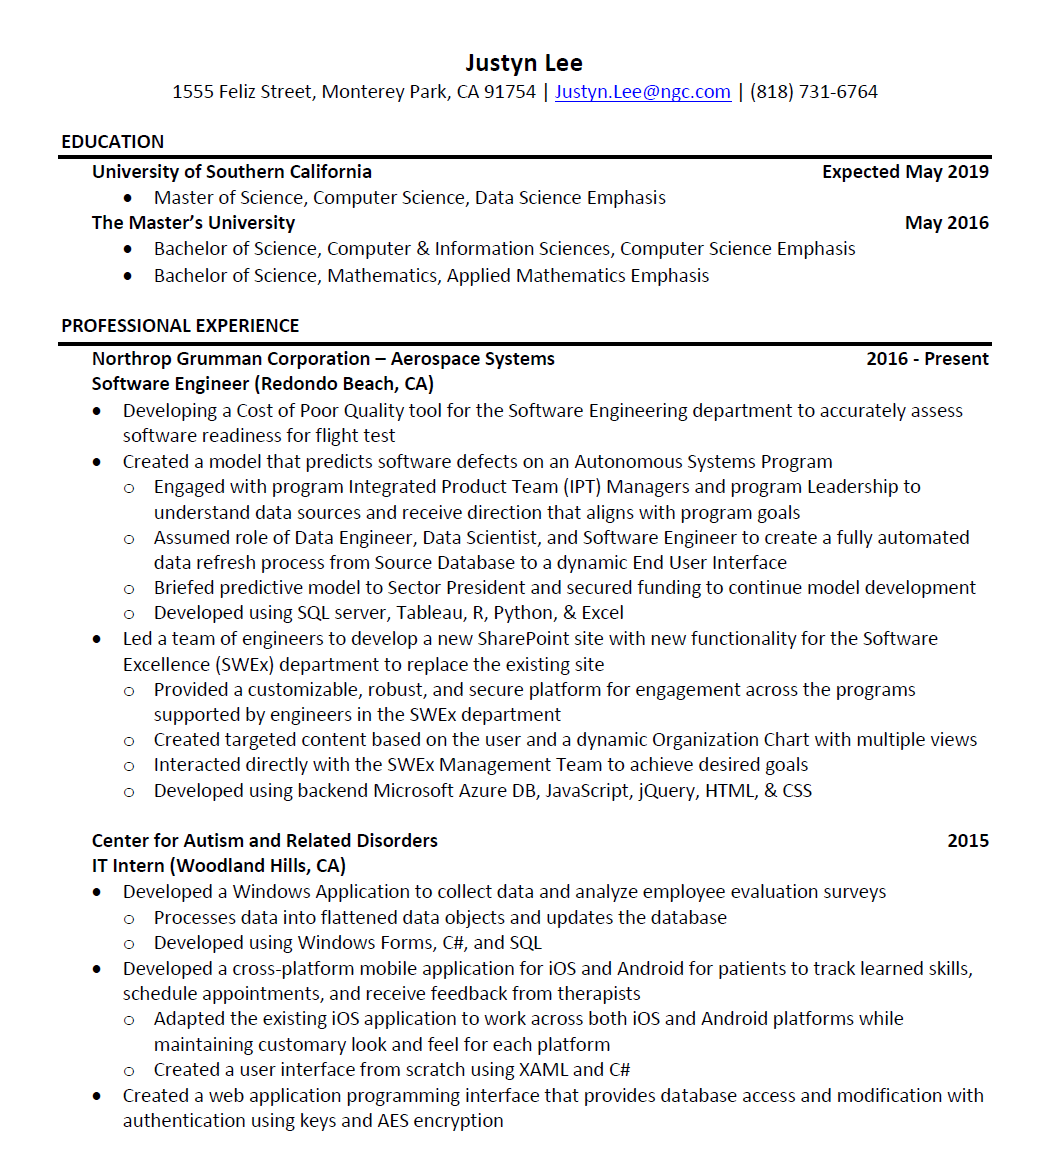 Justyn Lee
1555 Feliz Street, Monterey Park, CA 91754 | Justyn.Lee@ngc.com | (818) 731-6764
EDUCATION
University of Southern California Expected May 2019
• Master of Science, Computer Science, Data Science Emphasis
The Master’s University May 2016
• Bachelor of Science, Computer & Information Sciences, Computer Science Emphasis
• Bachelor of Science, Mathematics, Applied Mathematics Emphasis
PROFESSIONAL EXPERIENCE
Northrop Grumman Corporation – Aerospace Systems 2016 - Present
Software Engineer (Redondo Beach, CA)
• Developing a Cost of Poor Quality tool for the Software Engineering department to accurately assess
software readiness for flight test
• Created a model that predicts software defects on an Autonomous Systems Program
o Engaged with program Integrated Product Team (IPT) Managers and program Leadership to
understand data sources and receive direction that aligns with program goals
o Assumed role of Data Engineer, Data Scientist, and Software Engineer to create a fully automated
data refresh process from Source Database to a dynamic End User Interface
o Briefed predictive model to Sector President and secured funding to continue model development
o Developed using SQL server, Tableau, R, Python, & Excel
• Led a team of engineers to develop a new SharePoint site with new functionality for the Software
Excellence (SWEx) department to replace the existing site
o Provided a customizable, robust, and secure platform for engagement across the programs
supported by engineers in the SWEx department
o Created targeted content based on the user and a dynamic Organization Chart with multiple views
o Interacted directly with the SWEx Management Team to achieve desired goals
o Developed using backend Microsoft Azure DB, JavaScript, jQuery, HTML, & CSS
Center for Autism and Related Disorders 2015
IT Intern (Woodland Hills, CA)
• Developed a Windows Application to collect data and analyze employee evaluation surveys
o Processes data into flattened data objects and updates the database
o Developed using Windows Forms, C#, and SQL
• Developed a cross-platform mobile application for iOS and Android for patients to track learned skills,
schedule appointments, and receive feedback from therapists
o Adapted the existing iOS application to work across both iOS and Android platforms while
maintaining customary look and feel for each platform
o Created a user interface from scratch using XAML and C#
• Created a web application programming interface that provides database access and modification with
authentication using keys and AES encryption